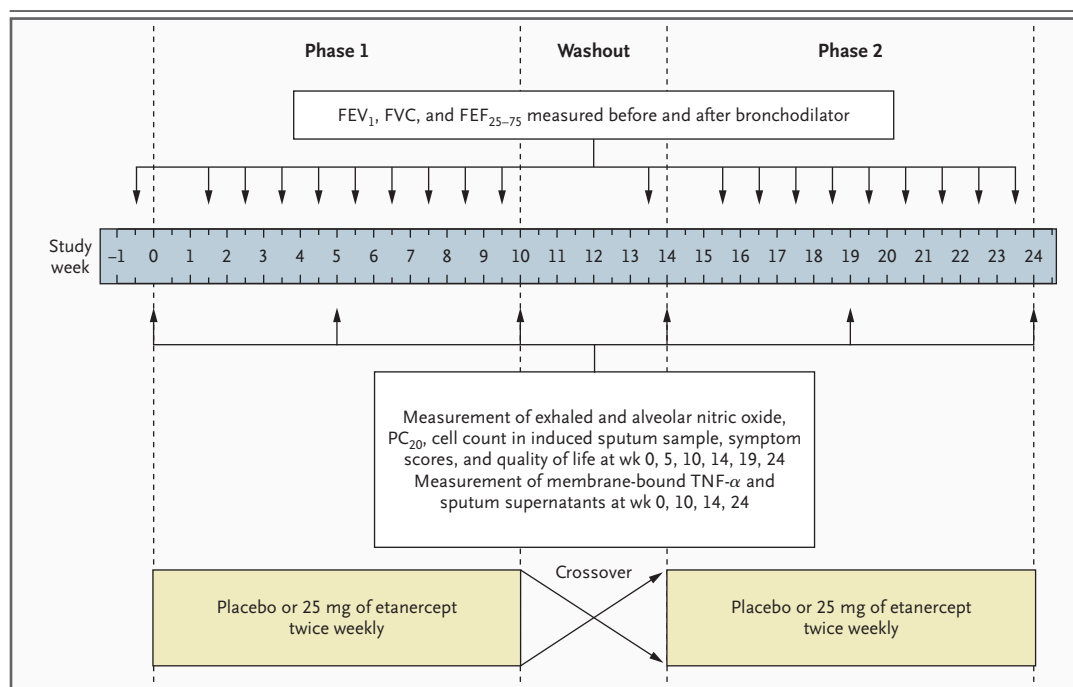 Phase 1
Washout
Phase 2
FEV₁, FVC, and FEF₂₅₋₇₅ measured before and after bronchodilator
Study
week
–1 0 1 2 3 4 5 6 7 8 9 10 11 12 13 14 15 16 17 18 19 20 21 22 23 24
Measurement of exhaled and alveolar nitric oxide,
PC₂₀, cell count in induced sputum sample, symptom
scores, and quality of life at wk 0, 5, 10, 14, 19, 24
Measurement of membrane-bound TNF-α and
sputum supernatants at wk 0, 10, 14, 24
Crossover
Placebo or 25 mg of etanercept
twice weekly
Placebo or 25 mg of etanercept
twice weekly